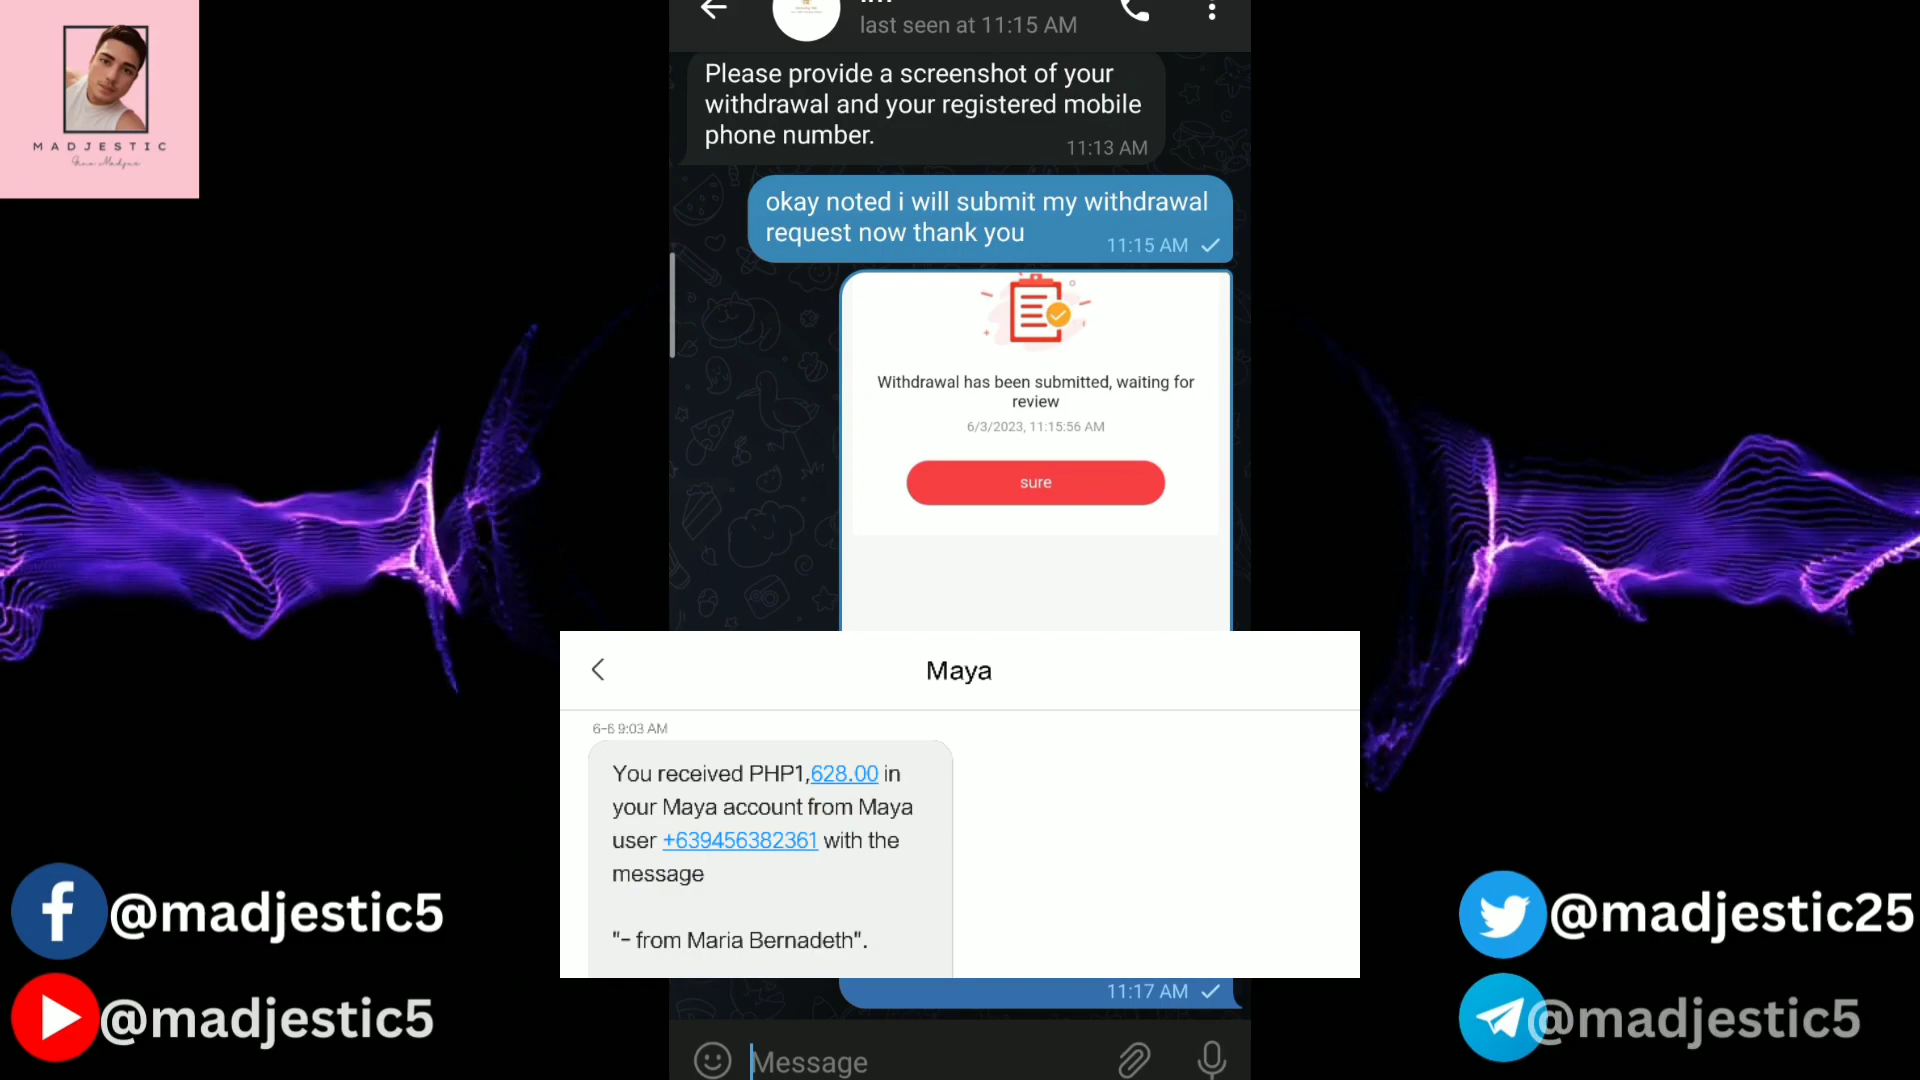 MADJESTIC
last seen at 11:15 AM
Please provide a screenshot of your
withdrawal and your registered mobile
phone number.
11:13 AM
okay noted i will submit my withdrawal
request now thank you
11:15 AM
Withdrawal has been submitted, waiting for
review
6/3/2023, 11:15:56 AM
sure
Maya
6-6 9:03 AM
You received PHP1,628.00 in
your Maya account from Maya
user +639456382361 with the
message
"- from Maria Bernadeth".
11:17 AM
Message
@madjestic5
@madjestic5
@madjestic25
@madjestic5